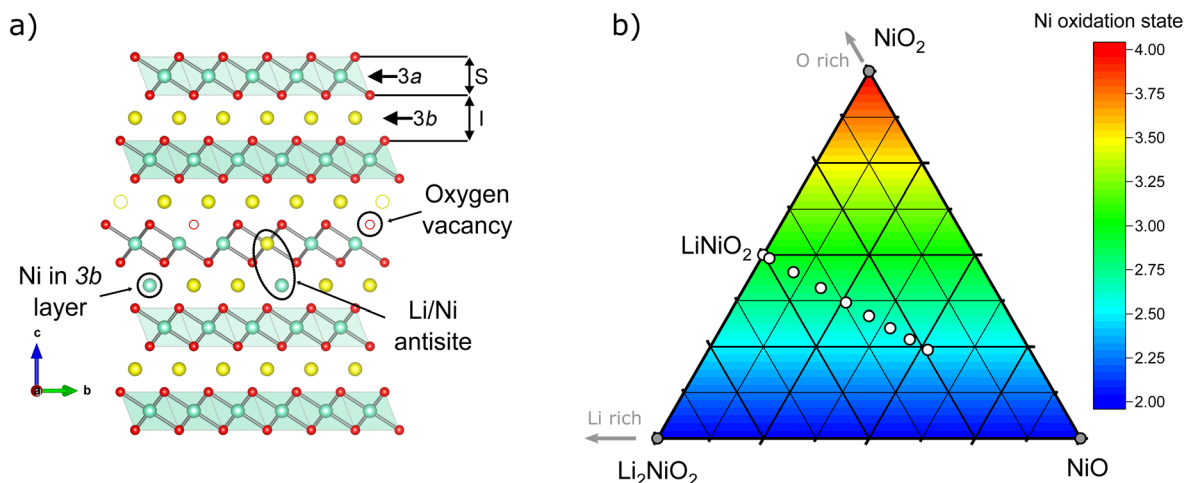 a)
3a
S
3b
I
Oxygen
vacancy
Ni in 3b
layer
Li/Ni
antisite
c
a
b
b)
Ni oxidation state
NiO₂
O rich
4.00
3.75
3.50
3.25
3.00
2.75
2.50
2.25
2.00
LiNiO₂
Li rich
Li₂NiO₂
NiO